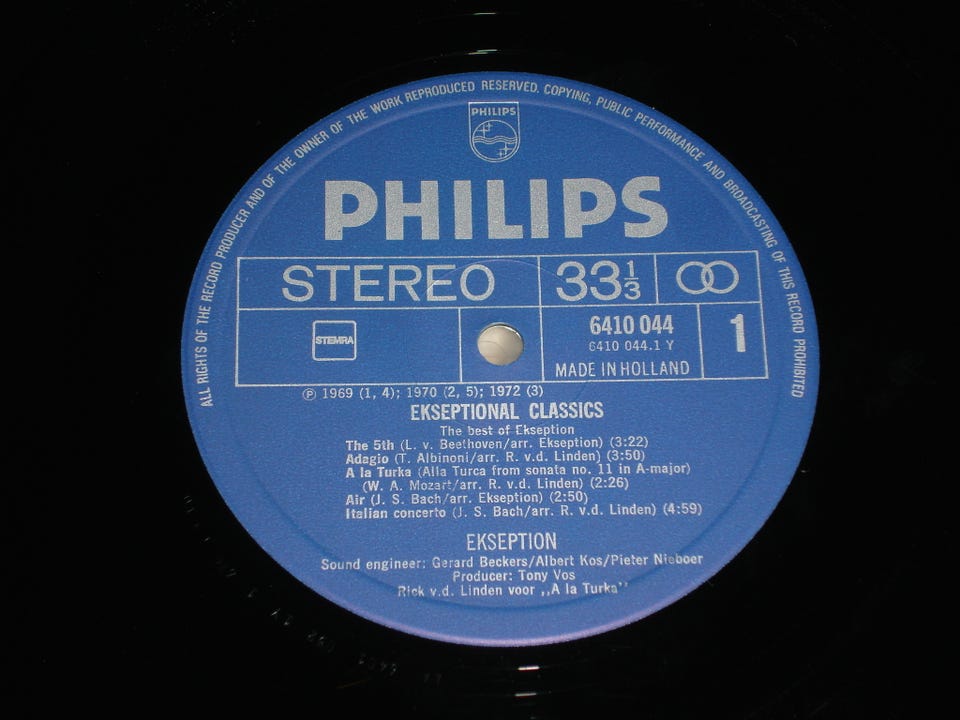 ALL RIGHTS OF THE RECORD PRODUCER AND OF THE OWNER OF THE WORK REPRODUCED RESERVED. COPYING, PUBLIC PERFORMANCE AND BROADCASTING OF THIS RECORD PROHIBITED
PHILIPS
PHILIPS
STEREO 33 1/3
STEMRA
6410 044
6410 044.1 Y
MADE IN HOLLAND
1
Ⓟ 1969 (1, 4); 1970 (2, 5); 1972 (3)
EKSEPTIONAL CLASSICS
The best of Ekseption
The 5th (L. v. Beethoven/arr. Ekseption) (3:22)
Adagio (T. Albinoni/arr. R. v.d. Linden) (3:50)
A la Turka (Alla Turca from sonata no. 11 in A-major)
(W. A. Mozart/arr. R. v.d. Linden) (2:26)
Air (J. S. Bach/arr. Ekseption) (2:50)
Italian concerto (J. S. Bach/arr. R. v.d. Linden) (4:59)
EKSEPTION
Sound engineer: Gerard Beckers/Albert Kos/Pieter Nieboer
Producer: Tony Vos
Rick v.d. Linden voor ,,A la Turka''